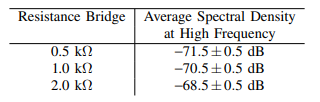 Resistance Bridge Average Spectral Density
at High Frequency
0.5 kΩ −71.5±0.5 dB
1.0 kΩ −70.5±0.5 dB
2.0 kΩ −68.5±0.5 dB